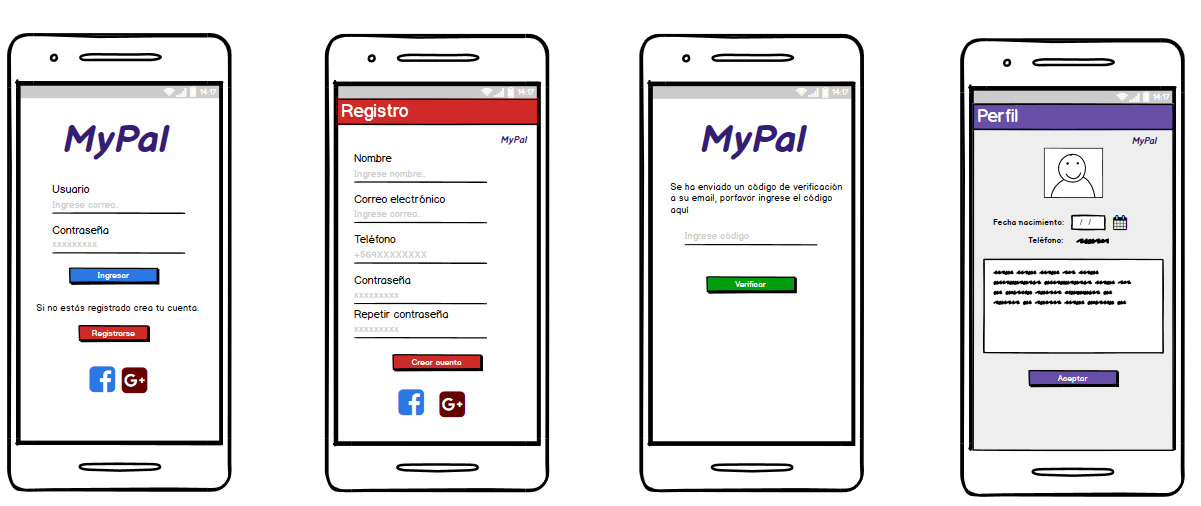 14:17
MyPal
Usuario
Ingrese correo..
Contraseña
xxxxxxxxx
Ingresar
Si no estás registrado crea tu cuenta.
Registrarse
G+
14:17
Registro
MyPal
Nombre
Ingrese nombre..
Correo electrónico
Ingrese correo.
Teléfono
+569XXXXXXXX
Contraseña
xxxxxxxxx
Repetir contraseña
xxxxxxxxx
Crear cuenta
G+
14:17
MyPal
Se ha enviado un código de verificación
a su email, porfavor ingrese el código
aquí
Ingrese código
Verificar
14:17
Perfil
MyPal
Fecha nacimiento: / /
Teléfono:
Aceptar